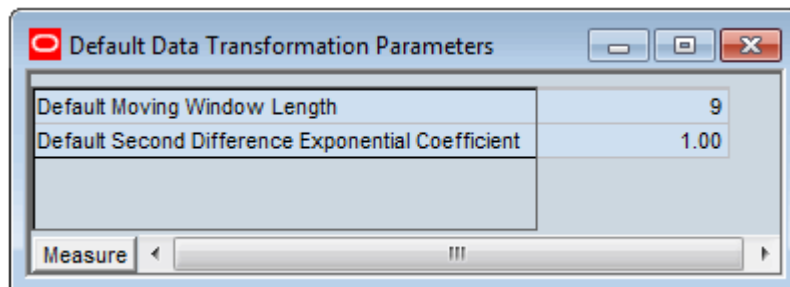 Default Data Transformation Parameters
Default Moving Window Length 9
Default Second Difference Exponential Coefficient 1.00
Measure